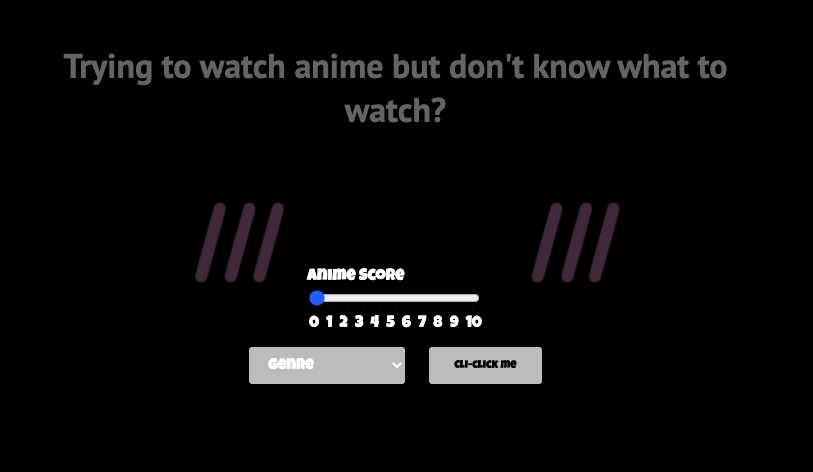 Trying to watch anime but don't know what to
watch?
Anime Score
0 1 2 3 4 5 6 7 8 9 10
Genre
Cli-click me